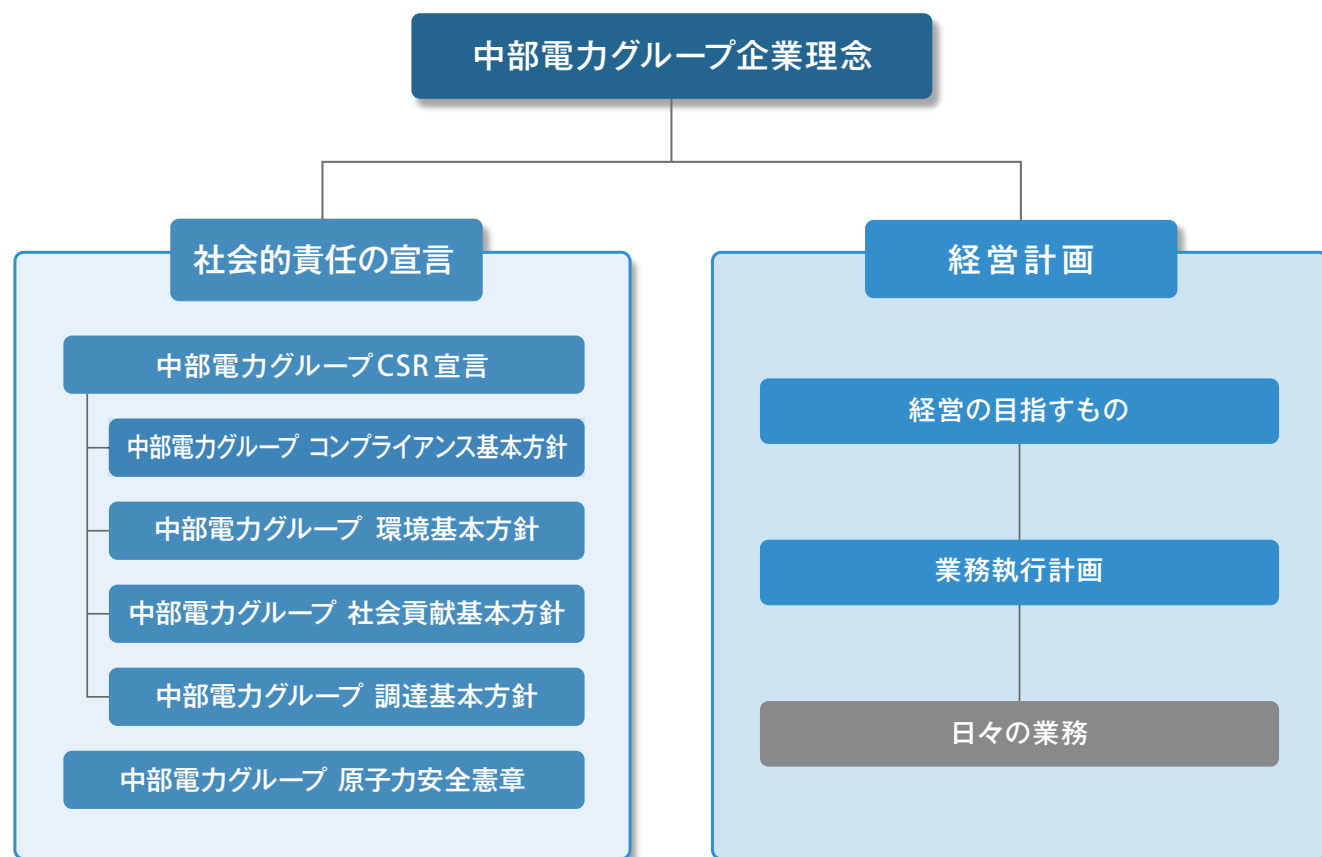 中部電力グループ企業理念
社会的責任の宣言
中部電力グループCSR宣言
中部電力グループ コンプライアンス基本方針
中部電力グループ 環境基本方針
中部電力グループ 社会貢献基本方針
中部電力グループ 調達基本方針
中部電力グループ 原子力安全憲章
経営計画
経営の目指すもの
業務執行計画
日々の業務